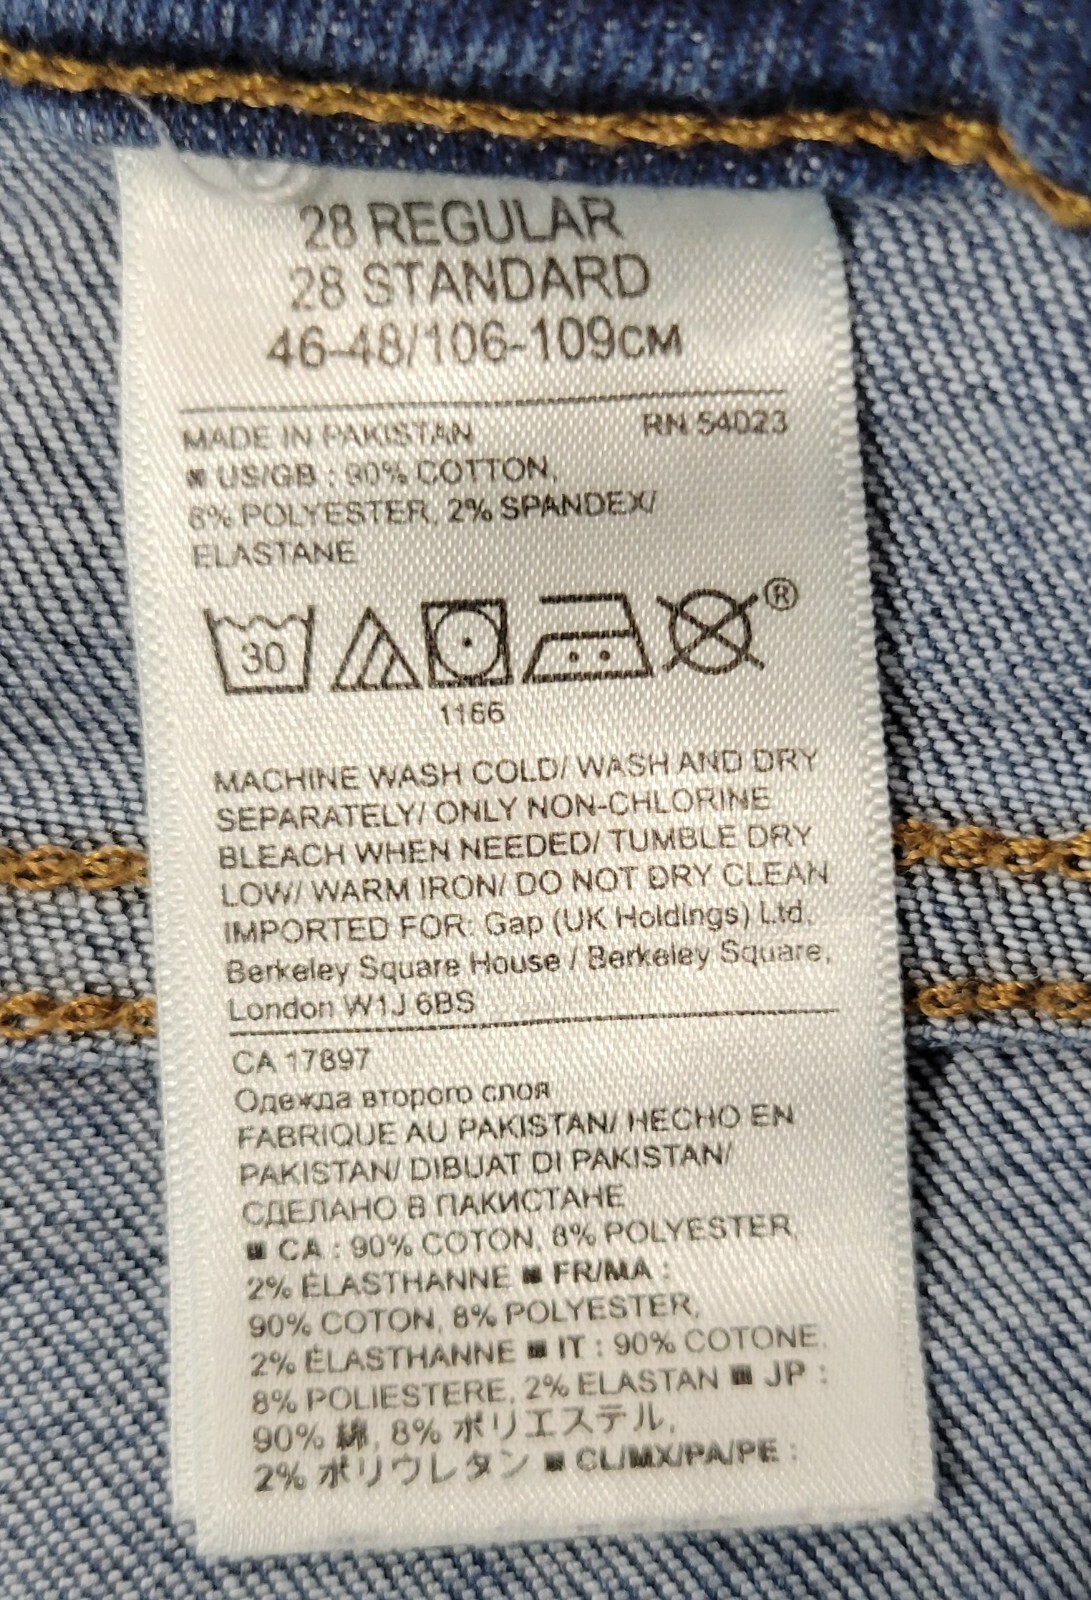 28 REGULAR
28 STANDARD
46-48/106-109CM
MADE IN PAKISTAN RN 54023
■ US/GB : 90% COTTON,
8% POLYESTER, 2% SPANDEX/
ELASTANE
30 ®
1166
MACHINE WASH COLD/ WASH AND DRY
SEPARATELY/ ONLY NON-CHLORINE
BLEACH WHEN NEEDED/ TUMBLE DRY
LOW/ WARM IRON/ DO NOT DRY CLEAN
IMPORTED FOR: Gap (UK Holdings) Ltd.
Berkeley Square House / Berkeley Square,
London W1J 6BS
CA 17897
Одежда второго слоя
FABRIQUE AU PAKISTAN/ HECHO EN
PAKISTAN/ DIBUAT DI PAKISTAN/
СДЕЛАНО В ПАКИСТАНЕ
■ CA : 90% COTON, 8% POLYESTER,
2% ÉLASTHANNE ■ FR/MA :
90% COTON, 8% POLYESTER,
2% ÉLASTHANNE ■ IT : 90% COTONE,
8% POLIESTERE, 2% ELASTAN ■ JP :
90% 綿, 8% ポリエステル,
2% ポリウレタン ■ CL/MX/PA/PE :